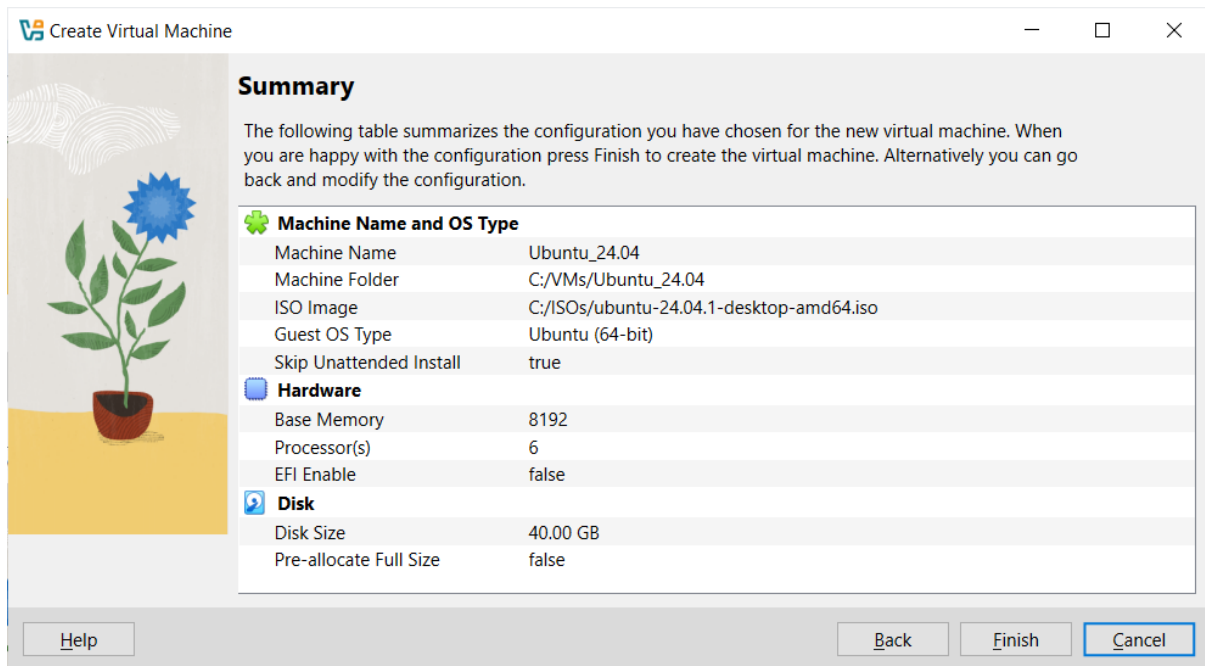 Create Virtual Machine
Summary
The following table summarizes the configuration you have chosen for the new virtual machine. When
you are happy with the configuration press Finish to create the virtual machine. Alternatively you can go
back and modify the configuration.
Machine Name and OS Type
Machine Name Ubuntu_24.04
Machine Folder C:/VMs/Ubuntu_24.04
ISO Image C:/ISOs/ubuntu-24.04.1-desktop-amd64.iso
Guest OS Type Ubuntu (64-bit)
Skip Unattended Install true
Hardware
Base Memory 8192
Processor(s) 6
EFI Enable false
Disk
Disk Size 40.00 GB
Pre-allocate Full Size false
Help Back Finish Cancel